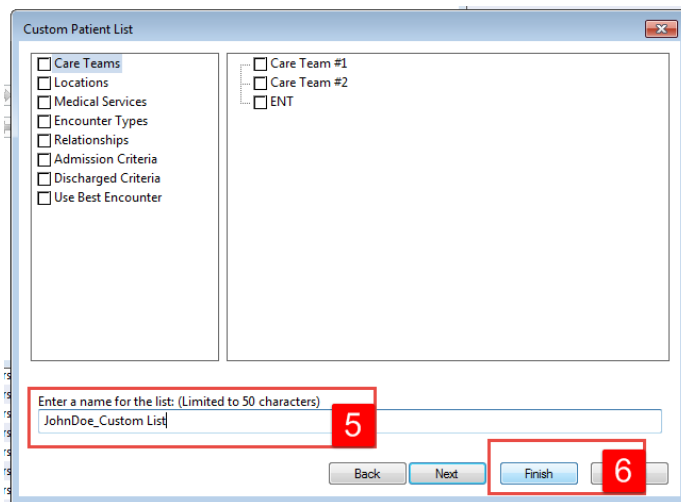 Custom Patient List
Care Teams
Locations
Medical Services
Encounter Types
Relationships
Admission Criteria
Discharged Criteria
Use Best Encounter
Care Team #1
Care Team #2
ENT
Enter a name for the list: (Limited to 50 characters)
JohnDoe_Custom List
5
Back
Next
Finish
6